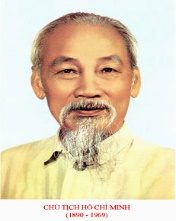 CHỦ TỊCH HỒ CHÍ MINH
(1890 - 1969)